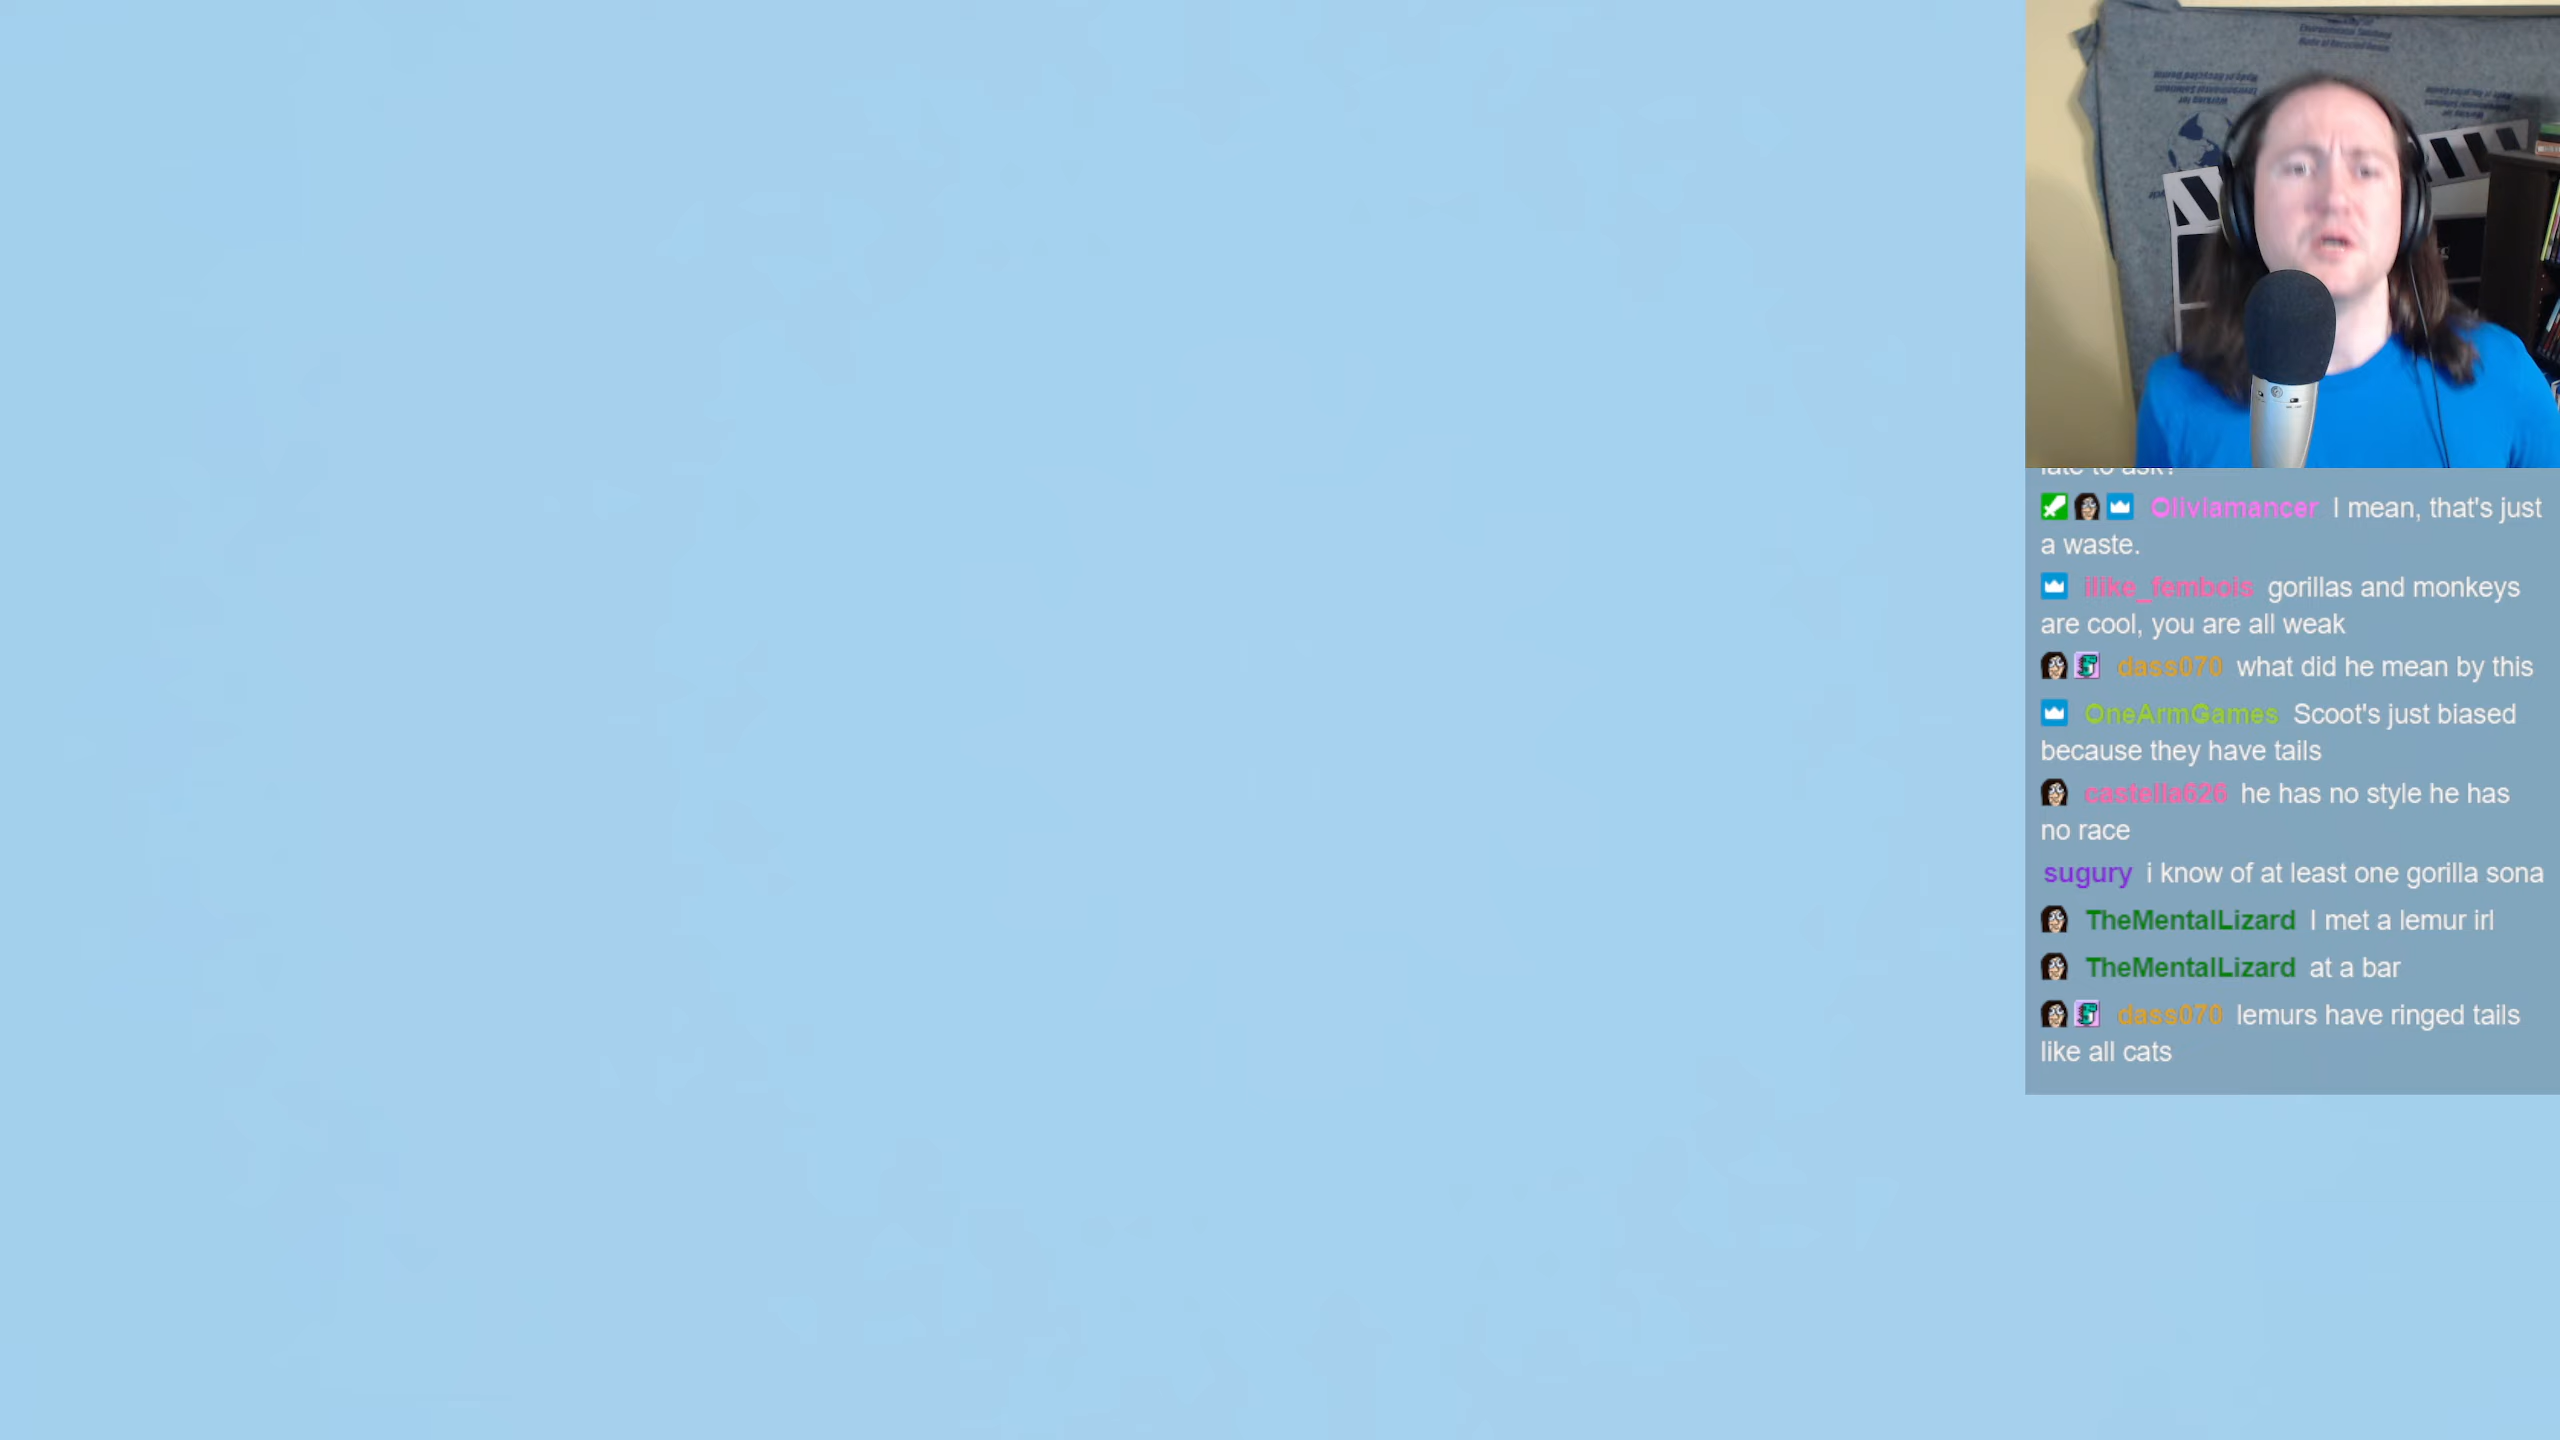 late to ask?
Oliviamancer I mean, that's just
a waste.
ilike_fembois gorillas and monkeys
are cool, you are all weak
dass070 what did he mean by this
OneArmGames Scoot's just biased
because they have tails
castella626 he has no style he has
no race
sugury i know of at least one gorilla sona
TheMentalLizard I met a lemur irl
TheMentalLizard at a bar
dass070 lemurs have ringed tails
like all cats